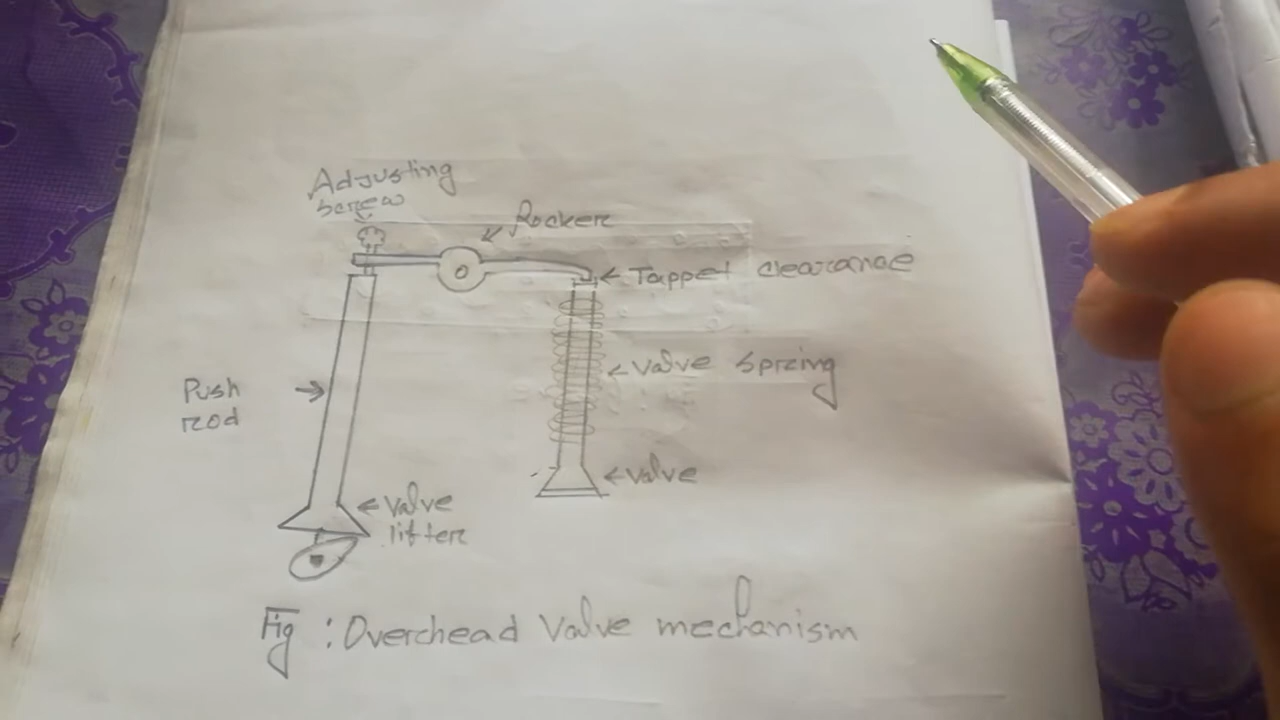 Adjusting
screw
Rocker
Tappet clearance
Push
rod
Valve spring
Valve
Valve
lifter
Fig : Overhead Valve mechanism